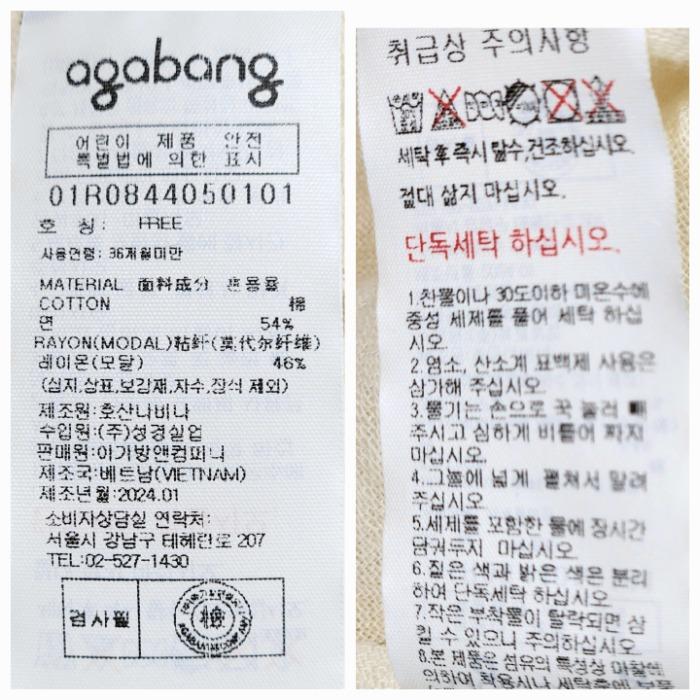 agabang
어린이 제품 안전
특별법에 의한 표시
01R0844050101
호 칭: FREE
사용연령: 36개월미만
MATERIAL 面料成分 혼용율
COTTON 棉
면 54%
RAYON(MODAL)粘纤(莫代尔纤维)
레이온(모달) 46%
(심지,상표,보강재,자수,장식 제외)
제조원:호산나비나
수입원:(주)성경실업
판매원:아가방앤컴퍼니
제조국:베트남(VIETNAM)
제조년월:2024.01
소비자상담실 연락처:
서울시 강남구 테헤란로 207
TEL:02-527-1430
검사필
취급상 주의사항
세탁 후 즉시 탈수,건조하십시오.
절대 삶지 마십시오.
단독세탁 하십시오.
1.찬물이나 30도이하 미온수에
중성 세제를 풀어 세탁 하십
시오.
2.염소, 산소계 표백제 사용은
삼가해 주십시오.
3.물기는 손으로 꾹 눌러 빼
주시고 심하게 비틀어 짜지
마십시오.
4.그늘에 넓게 펼쳐서 말려
주십시오.
5.세제를 포함한 물에 장시간
담궈두지 마십시오.
6.짙은 색과 밝은 색은 분리
하여 단독세탁 하십시오.
7.작은 부착물이 탈락되면 삼
킬 수 있으니 주의하십시오.
8.본 제품은 섬유의 특성상 마찰에
의하여 착용시나 세탁후에